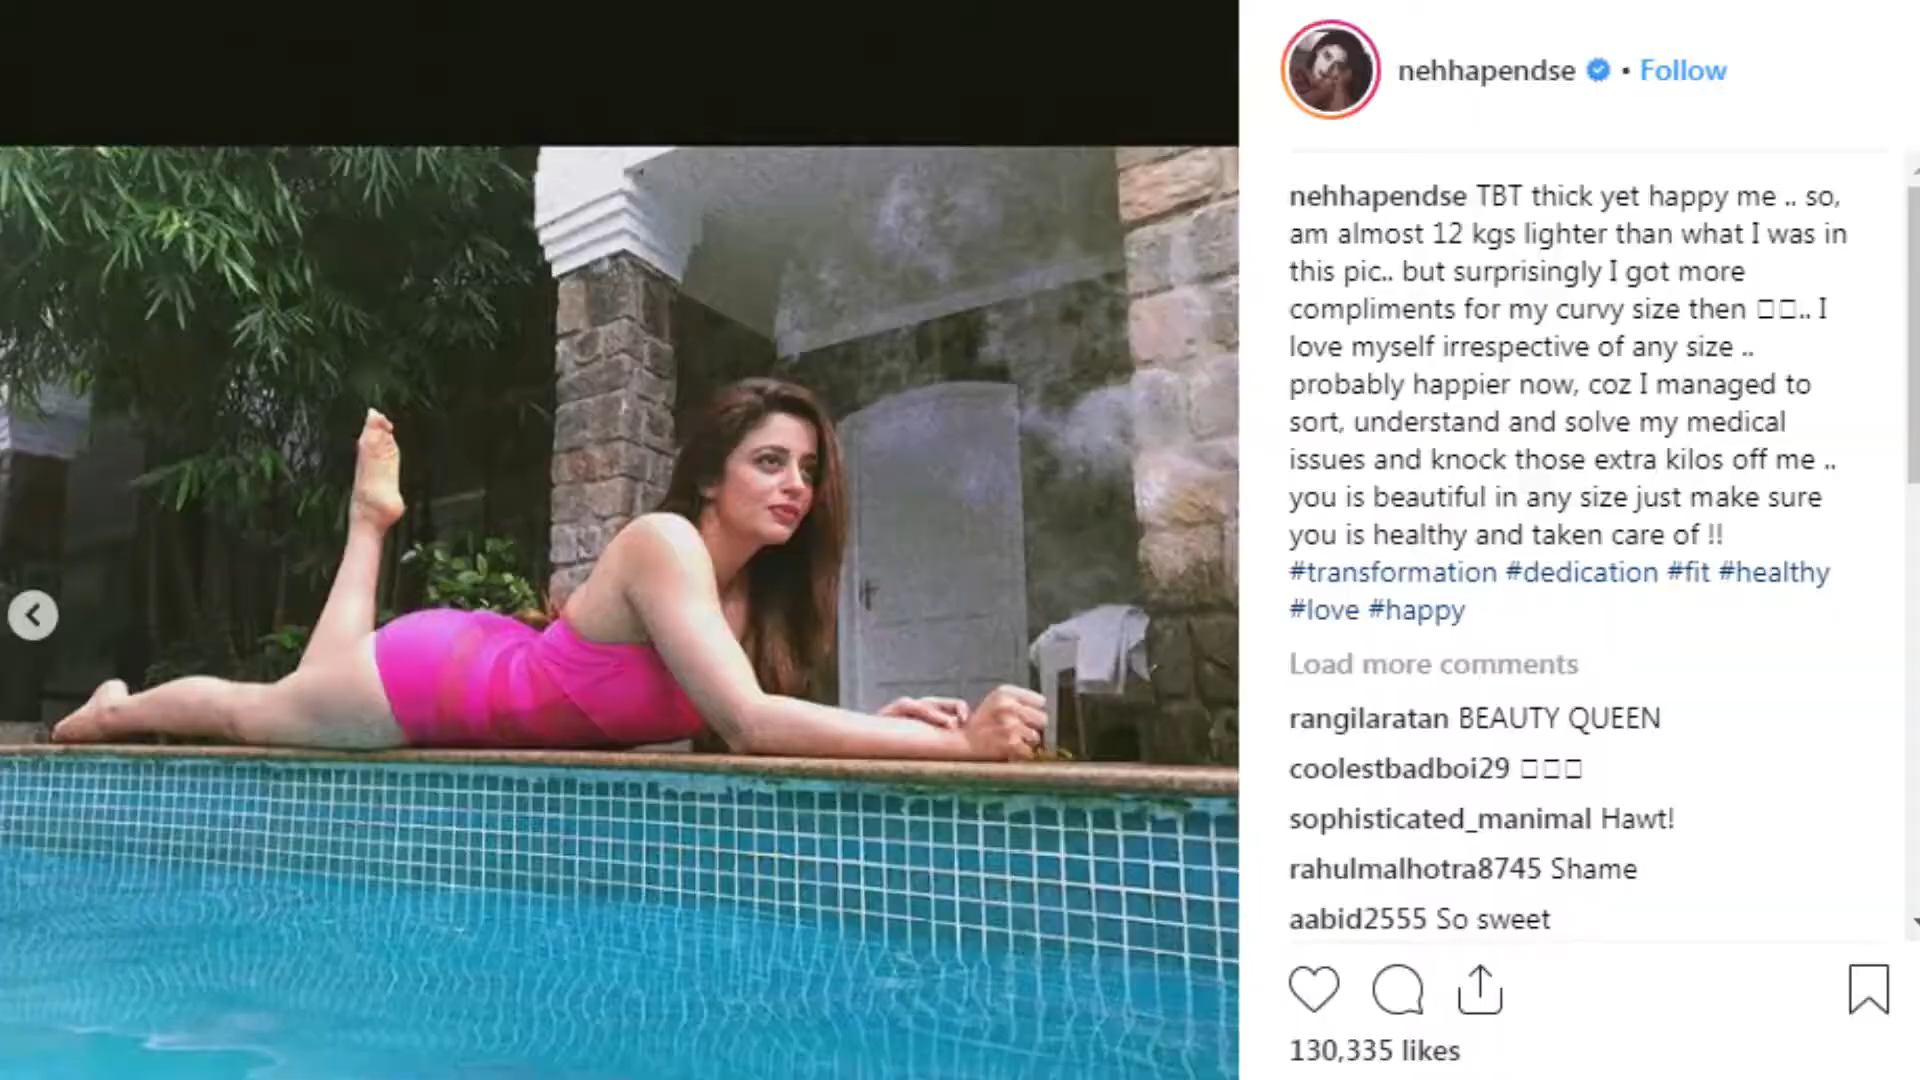 nehhapendse • Follow
nehhapendse TBT thick yet happy me .. so,
am almost 12 kgs lighter than what I was in
this pic.. but surprisingly I got more
compliments for my curvy size then □□.. I
love myself irrespective of any size ..
probably happier now, coz I managed to
sort, understand and solve my medical
issues and knock those extra kilos off me ..
you is beautiful in any size just make sure
you is healthy and taken care of !!
#transformation #dedication #fit #healthy
#love #happy
Load more comments
rangilaratan BEAUTY QUEEN
coolestbadboi29 □□□
sophisticated_manimal Hawt!
rahulmalhotra8745 Shame
aabid2555 So sweet
130,335 likes